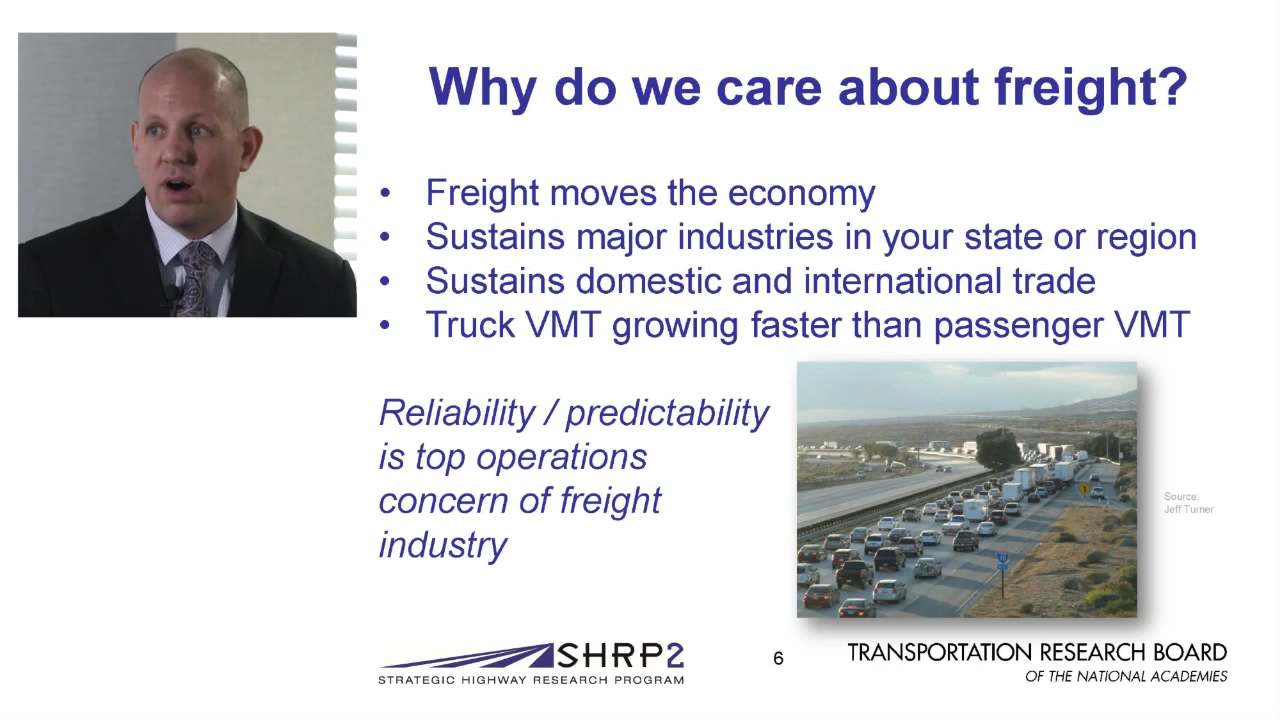 Why do we care about freight?
• Freight moves the economy
• Sustains major industries in your state or region
• Sustains domestic and international trade
• Truck VMT growing faster than passenger VMT
Reliability / predictability
is top operations
concern of freight
industry
Source:
Jeff Turner
SHRP2
STRATEGIC HIGHWAY RESEARCH PROGRAM
6
TRANSPORTATION RESEARCH BOARD
OF THE NATIONAL ACADEMIES